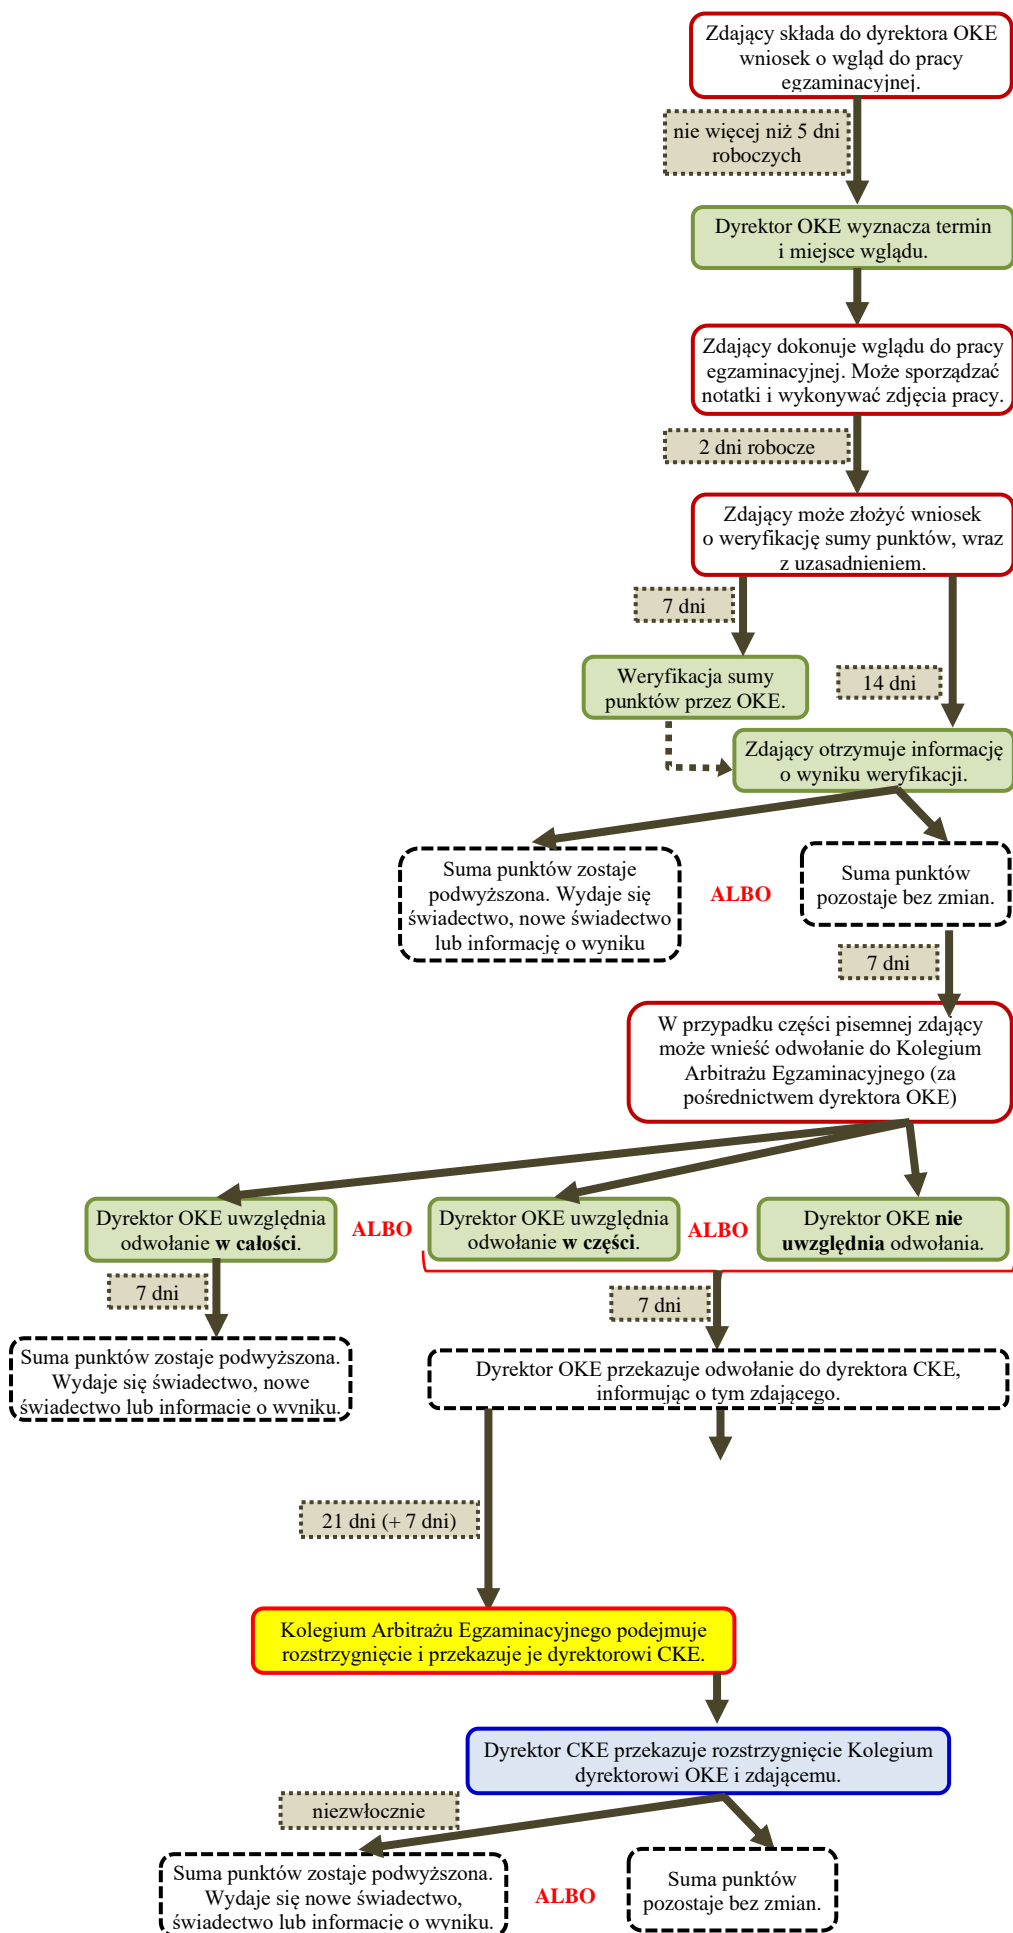 Zdający składa do dyrektora OKE
wniosek o wgląd do pracy
egzaminacyjnej.
nie więcej niż 5 dni
roboczych
Dyrektor OKE wyznacza termin
i miejsce wglądu.
Zdający dokonuje wglądu do pracy
egzaminacyjnej. Może sporządzać
notatki i wykonywać zdjęcia pracy.
2 dni robocze
Zdający może złożyć wniosek
o weryfikację sumy punktów, wraz
z uzasadnieniem.
7 dni
Weryfikacja sumy
punktów przez OKE.
14 dni
Zdający otrzymuje informację
o wyniku weryfikacji.
Suma punktów zostaje
podwyższona. Wydaje się
świadectwo, nowe świadectwo
lub informację o wyniku
ALBO
Suma punktów
pozostaje bez zmian.
7 dni
W przypadku części pisemnej zdający
może wnieść odwołanie do Kolegium
Arbitrażu Egzaminacyjnego (za
pośrednictwem dyrektora OKE)
Dyrektor OKE uwzględnia
odwołanie w całości.
ALBO
Dyrektor OKE uwzględnia
odwołanie w części.
ALBO
Dyrektor OKE nie
uwzględnia odwołania.
7 dni
7 dni
Suma punktów zostaje podwyższona.
Wydaje się świadectwo, nowe
świadectwo lub informacje o wyniku.
Dyrektor OKE przekazuje odwołanie do dyrektora CKE,
informując o tym zdającego.
21 dni (+ 7 dni)
Kolegium Arbitrażu Egzaminacyjnego podejmuje
rozstrzygnięcie i przekazuje je dyrektorowi CKE.
Dyrektor CKE przekazuje rozstrzygnięcie Kolegium
dyrektorowi OKE i zdającemu.
niezwłocznie
Suma punktów zostaje podwyższona.
Wydaje się nowe świadectwo,
świadectwo lub informacje o wyniku.
ALBO
Suma punktów
pozostaje bez zmian.